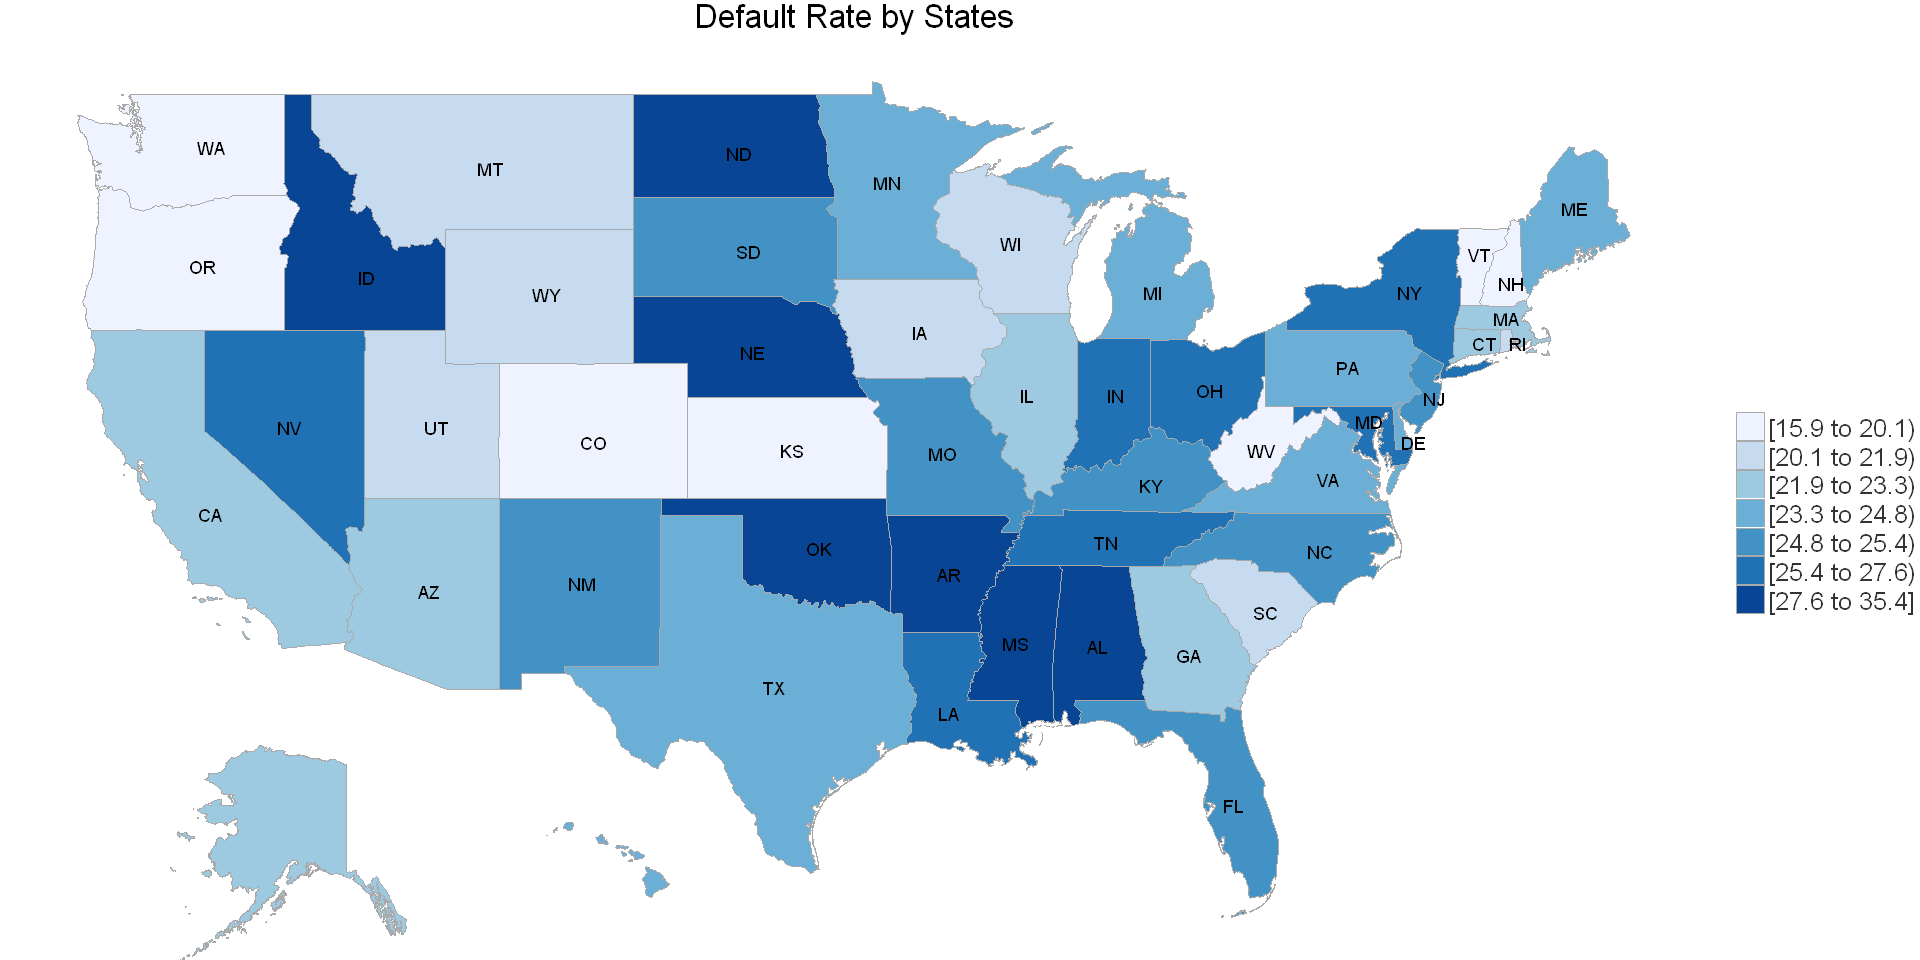 Default Rate by States
WA
MT
ND
MN
ME
OR
ID
WY
SD
WI
MI
NY
VT
NH
MA
CT
RI
IA
NE
PA
NV
UT
CO
KS
MO
IL
IN
OH
NJ
MD
DE
WV
VA
KY
CA
AZ
NM
OK
AR
TN
NC
TX
LA
MS
AL
GA
SC
FL
[15.9 to 20.1)
[20.1 to 21.9)
[21.9 to 23.3)
[23.3 to 24.8)
[24.8 to 25.4)
[25.4 to 27.6)
[27.6 to 35.4]